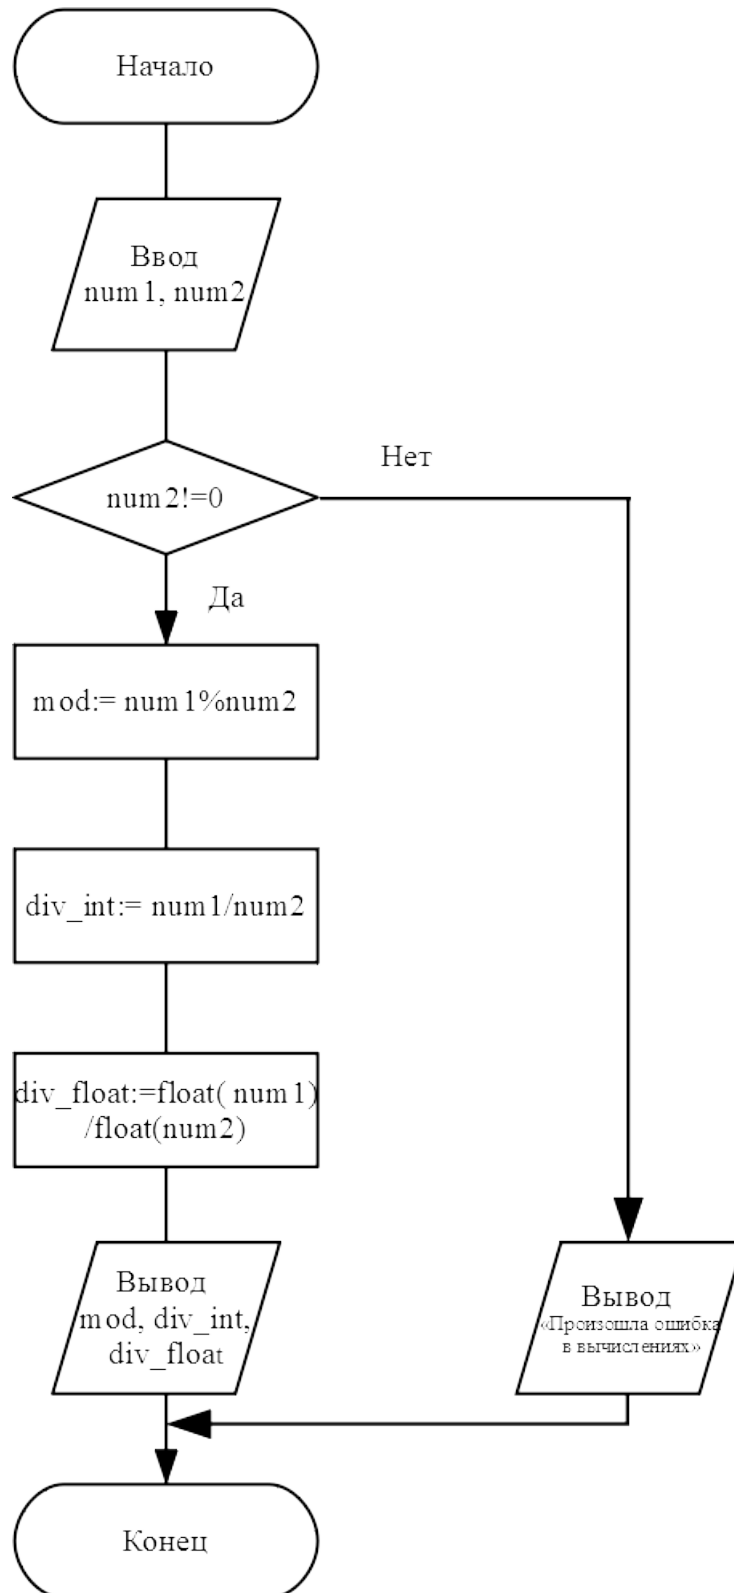 Начало
Ввод
num1, num2
num2!=0
Нет
Да
mod:= num1%num2
div_int:= num1/num2
div_float:=float( num1)
/float(num2)
Вывод
mod, div_int,
div_float
Вывод
«Произошла ошибка
в вычислениях»
Конец